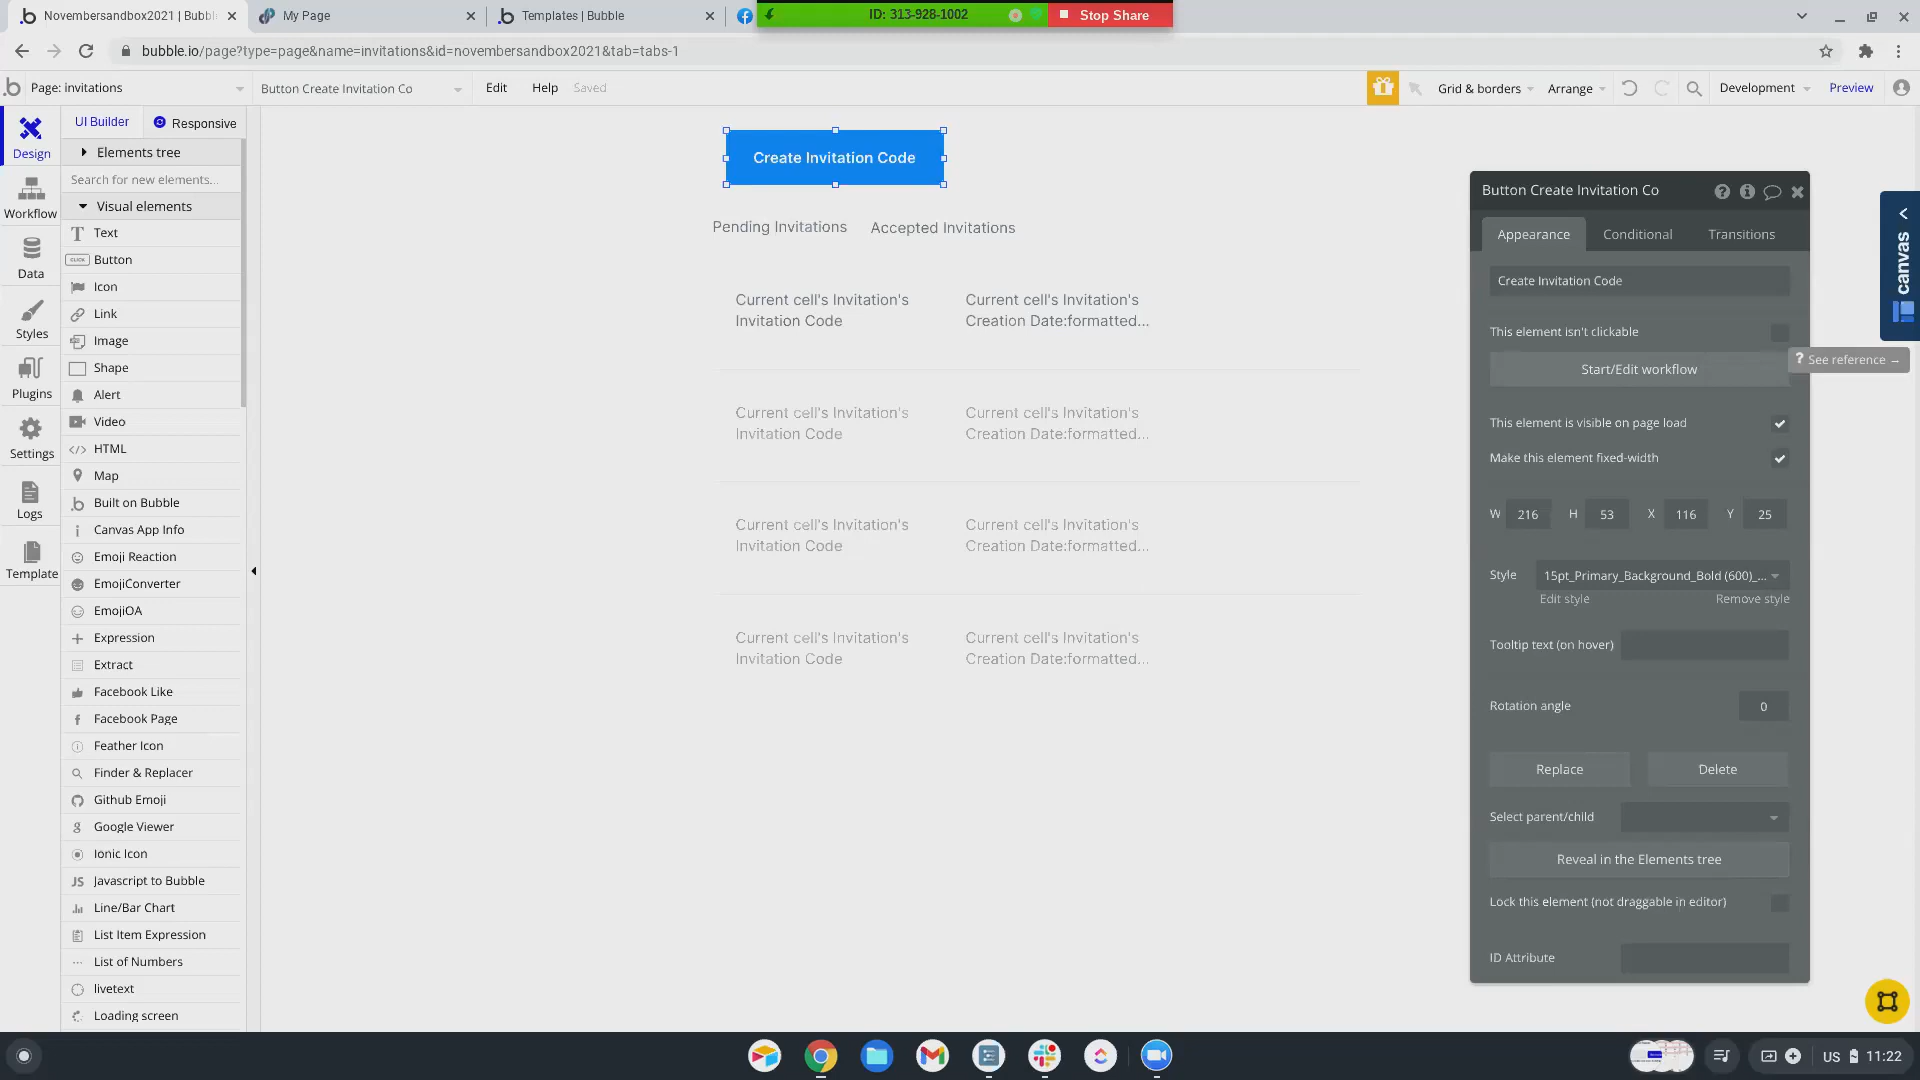 Novembersandbox2021 | Bubbl
My Page
Templates | Bubble
ID: 313-928-1002
Stop Share
bubble.io/page?type=page&name=invitations&id=novembersandbox2021&tab=tabs-1
Page: invitations
Button Create Invitation Co
Edit
Help
Saved
Grid & borders
Arrange
Development
Preview
Design
Workflow
Data
Styles
Plugins
Settings
Logs
Template
UI Builder
Responsive
Elements tree
Search for new elements...
Visual elements
Text
CLICK
Button
Icon
Link
Image
Shape
Alert
Video
HTML
Map
Built on Bubble
Canvas App Info
Emoji Reaction
EmojiConverter
EmojiOA
Expression
Extract
Facebook Like
Facebook Page
Feather Icon
Finder & Replacer
Github Emoji
Google Viewer
Ionic Icon
JS Javascript to Bubble
Line/Bar Chart
List Item Expression
List of Numbers
livetext
Loading screen
Create Invitation Code
Pending Invitations
Accepted Invitations
Current cell's Invitation's
Invitation Code
Current cell's Invitation's
Creation Date:formatted...
Current cell's Invitation's
Invitation Code
Current cell's Invitation's
Creation Date:formatted...
Current cell's Invitation's
Invitation Code
Current cell's Invitation's
Creation Date:formatted...
Current cell's Invitation's
Invitation Code
Current cell's Invitation's
Creation Date:formatted...
Button Create Invitation Co
Appearance
Conditional
Transitions
Create Invitation Code
This element isn't clickable
Start/Edit workflow
This element is visible on page load
Make this element fixed-width
W 216 H 53 X 116 Y 25
Style
15pt_Primary_Background_Bold (600)_...
Edit style
Remove style
Tooltip text (on hover)
Rotation angle
0
Replace
Delete
Select parent/child
Reveal in the Elements tree
Lock this element (not draggable in editor)
ID Attribute
canvas
? See reference →
US
11:22